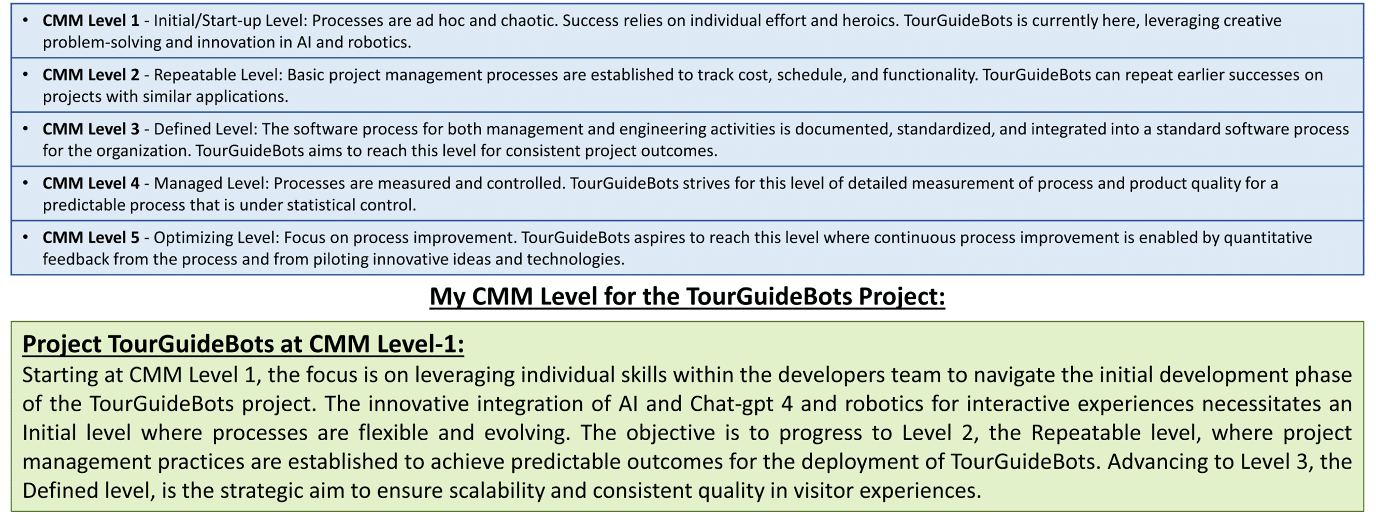 • CMM Level 1 - Initial/Start-up Level: Processes are ad hoc and chaotic. Success relies on individual effort and heroics. TourGuideBots is currently here, leveraging creative
problem-solving and innovation in AI and robotics.
• CMM Level 2 - Repeatable Level: Basic project management processes are established to track cost, schedule, and functionality. TourGuideBots can repeat earlier successes on
projects with similar applications.
• CMM Level 3 - Defined Level: The software process for both management and engineering activities is documented, standardized, and integrated into a standard software process
for the organization. TourGuideBots aims to reach this level for consistent project outcomes.
• CMM Level 4 - Managed Level: Processes are measured and controlled. TourGuideBots strives for this level of detailed measurement of process and product quality for a
predictable process that is under statistical control.
• CMM Level 5 - Optimizing Level: Focus on process improvement. TourGuideBots aspires to reach this level where continuous process improvement is enabled by quantitative
feedback from the process and from piloting innovative ideas and technologies.
My CMM Level for the TourGuideBots Project:
Project TourGuideBots at CMM Level-1:
Starting at CMM Level 1, the focus is on leveraging individual skills within the developers team to navigate the initial development phase
of the TourGuideBots project. The innovative integration of AI and Chat-gpt 4 and robotics for interactive experiences necessitates an
Initial level where processes are flexible and evolving. The objective is to progress to Level 2, the Repeatable level, where project
management practices are established to achieve predictable outcomes for the deployment of TourGuideBots. Advancing to Level 3, the
Defined level, is the strategic aim to ensure scalability and consistent quality in visitor experiences.